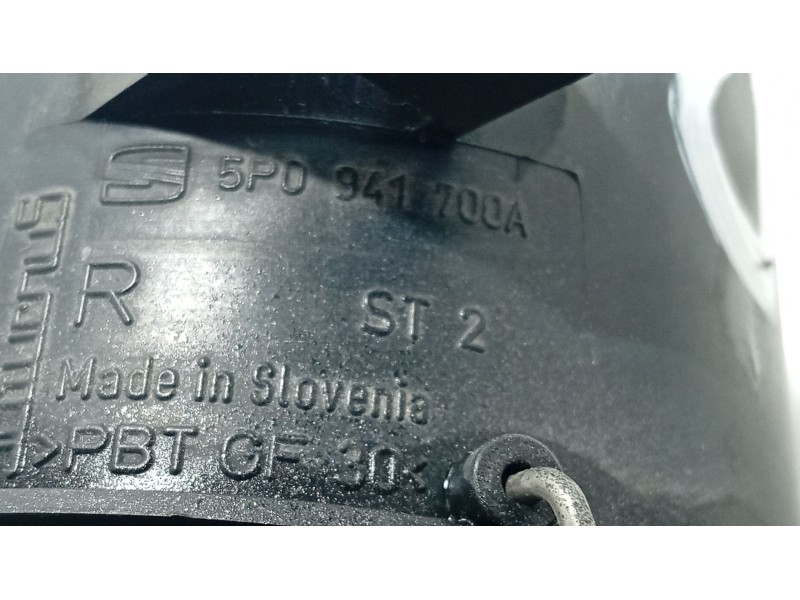 5P0 941 700A
R
ST 2
Made in Slovenia
>PBT GF 30<